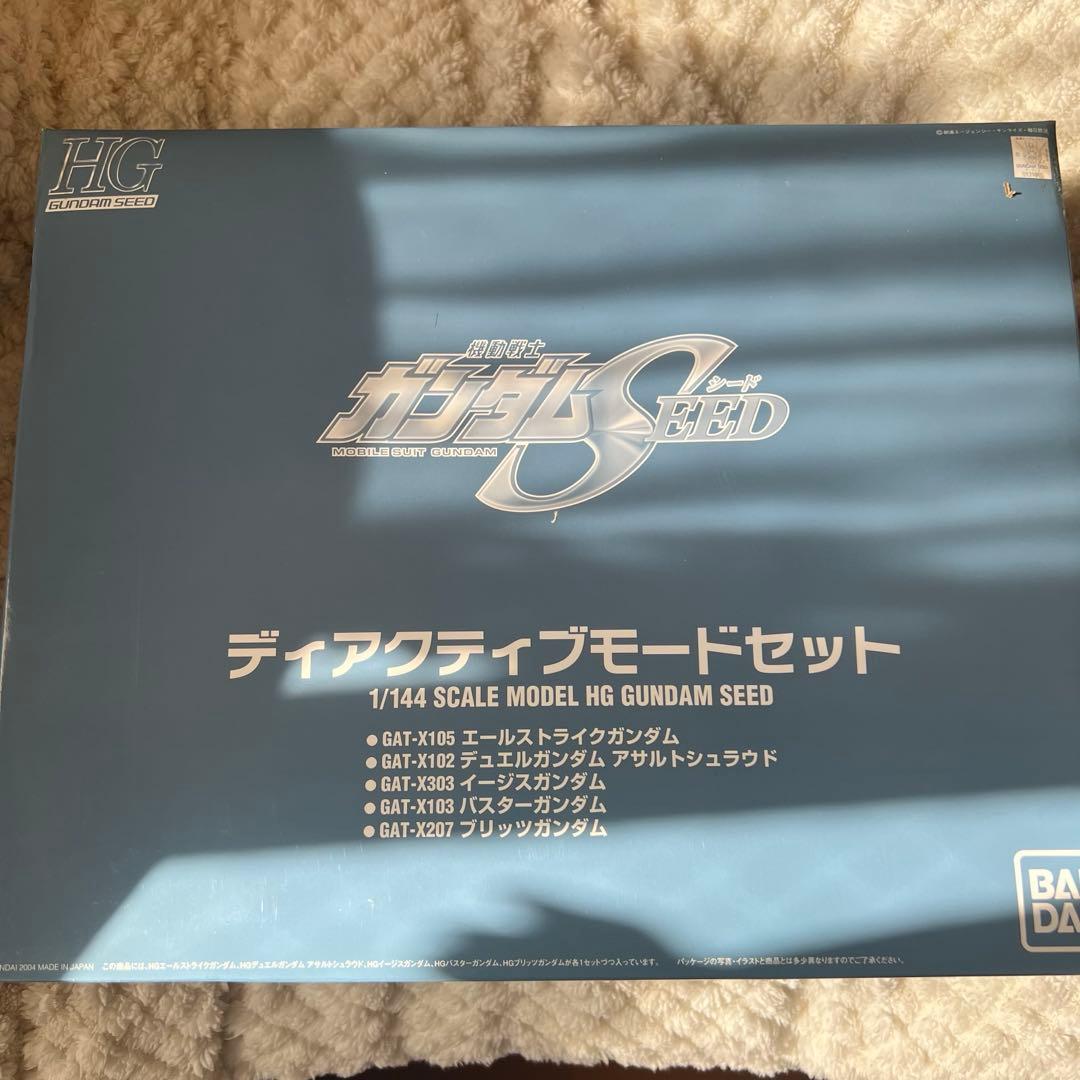 HG
GUNDAM SEED
機動戦士
ガンダムSEED
シード
MOBILE SUIT GUNDAM
ディアクティブモードセット
1/144 SCALE MODEL HG GUNDAM SEED
●GAT-X105 エールストライクガンダム
●GAT-X102 デュエルガンダム アサルトシュラウド
●GAT-X303 イージスガンダム
●GAT-X103 バスターガンダム
●GAT-X207 ブリッツガンダム
BAN
DAI
NDAI 2004 MADE IN JAPAN この商品には、HGエールストライクガンダム、HGデュエルガンダム アサルトシュラウド、HGイージスガンダム、HGバスターガンダム、HGブリッツガンダムが各1セットづつ入っています。 パッケージの写真・イラストと商品とは多少異なりますのでご了承ください。